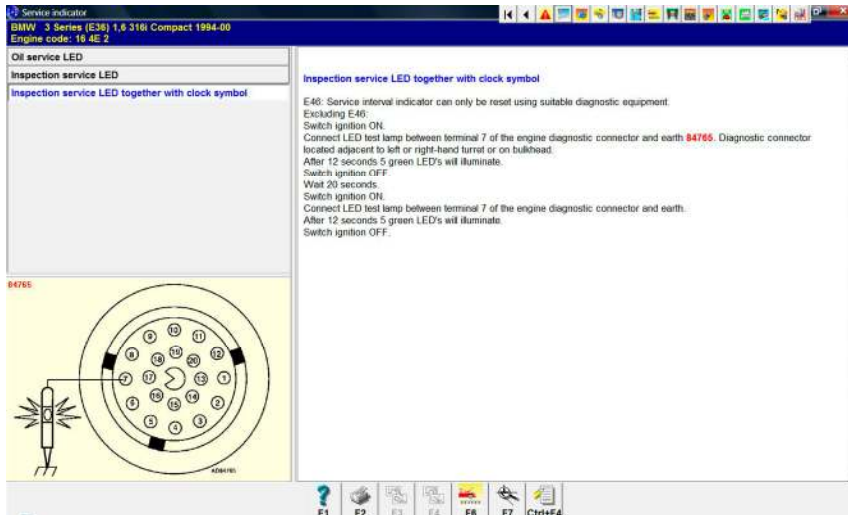 Service indicator
BMW 3 Series (E36) 1,6 316i Compact 1994-00
Engine code: 16 4E 2
Oil service LED
Inspection service LED
Inspection service LED together with clock symbol
Inspection service LED together with clock symbol
E46: Service interval indicator can only be reset using suitable diagnostic equipment.
Excluding E46:
Switch ignition ON.
Connect LED test lamp between terminal 7 of the engine diagnostic connector and earth 84765. Diagnostic connector
located adjacent to left or right-hand turret or on bulkhead.
After 12 seconds 5 green LED's will illuminate.
Switch ignition OFF.
Wait 20 seconds.
Switch ignition ON.
Connect LED test lamp between terminal 7 of the engine diagnostic connector and earth.
After 12 seconds 5 green LED's will illuminate.
Switch ignition OFF.
84765
10
9 11
19
8 18 20 12
7 17 13 1
16 14
6 15 2
5 3
4
AD84765
F1 F2 F3 F4 F6 F7 Ctrl+F4